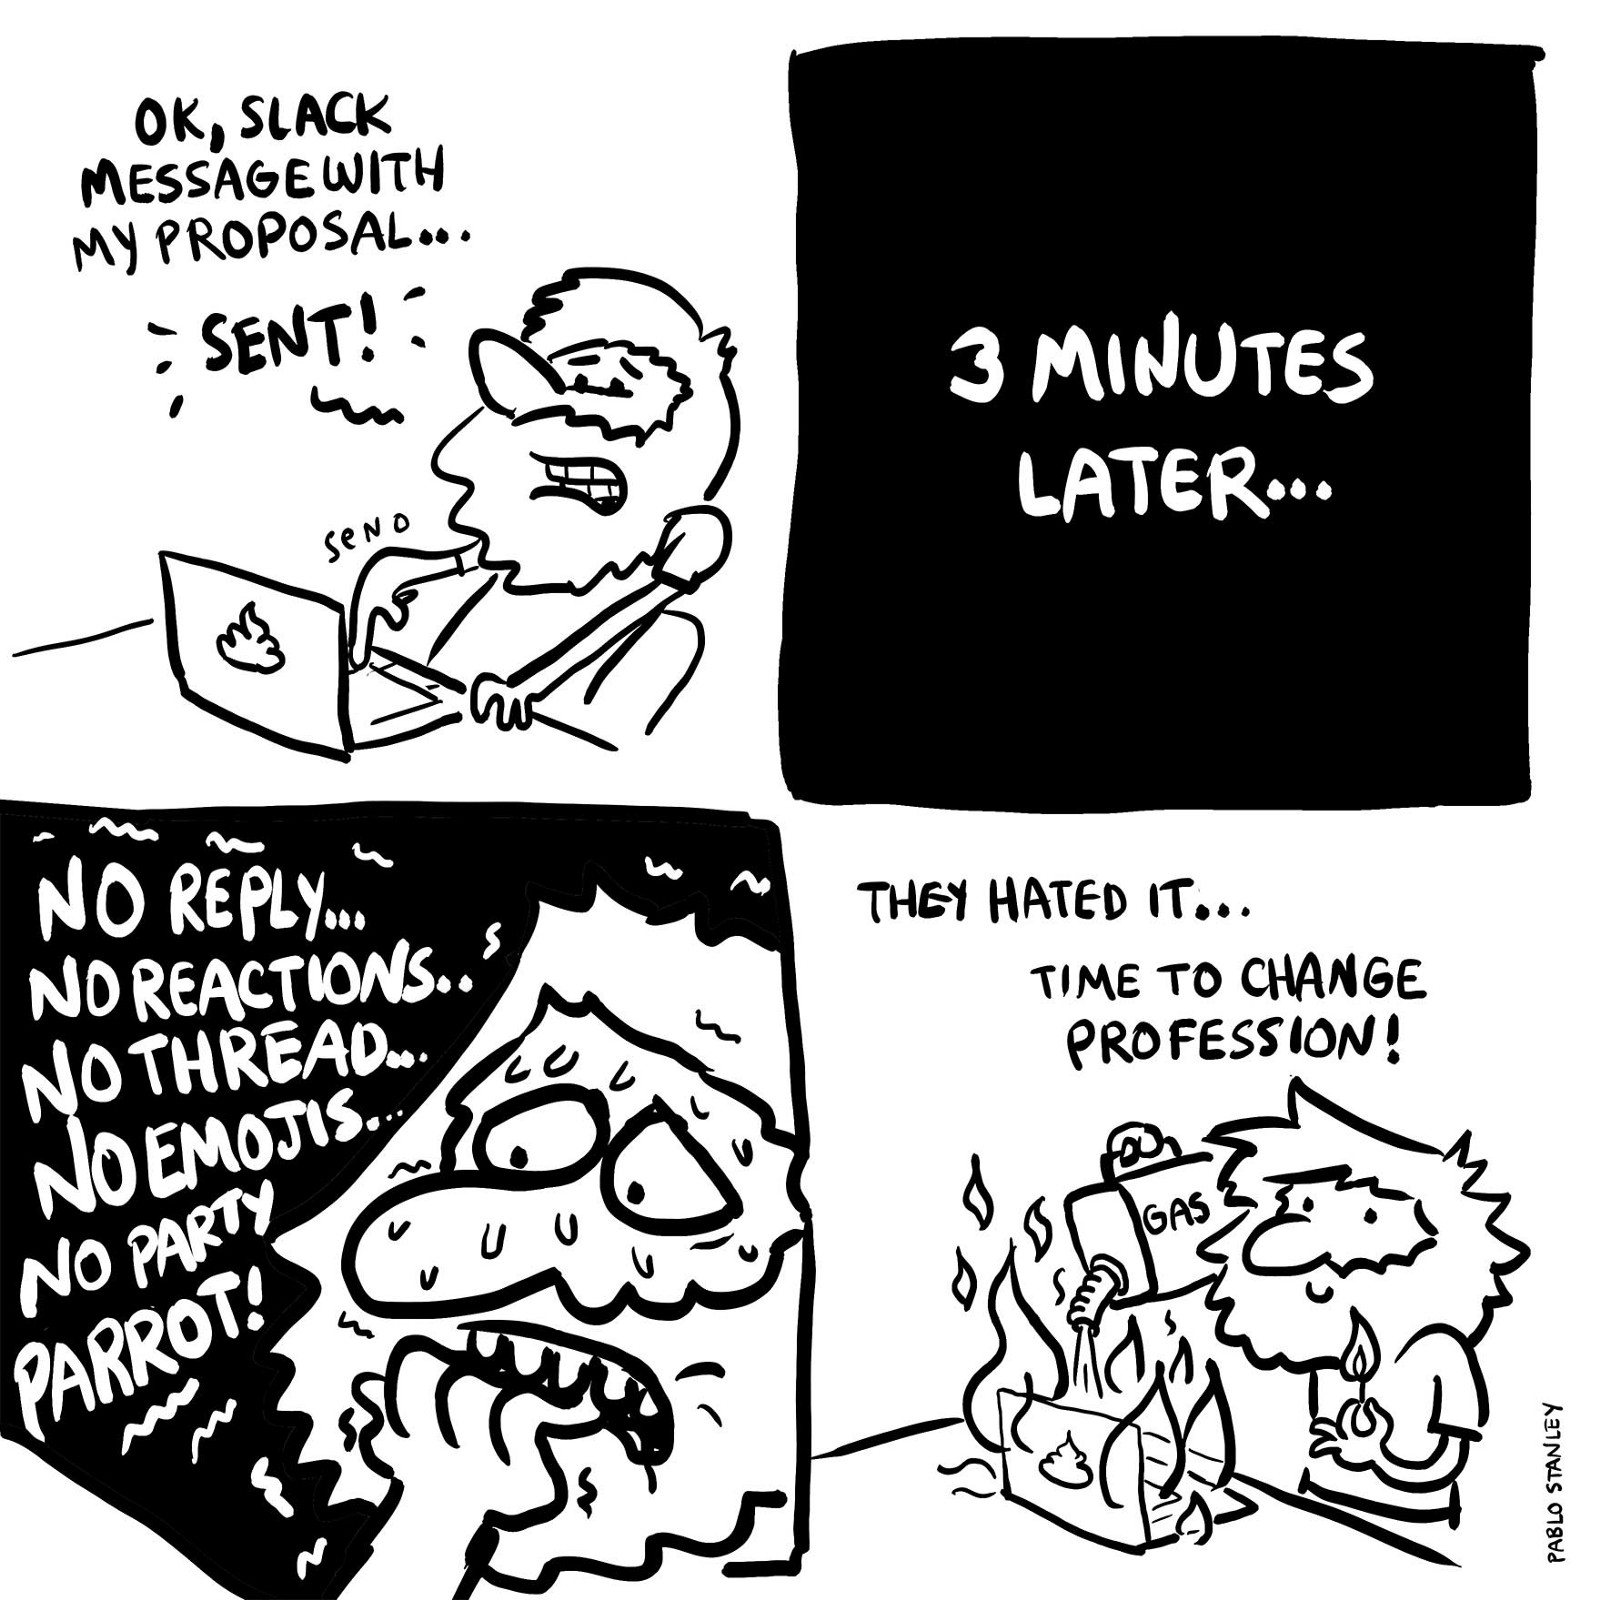 OK, SLACK
MESSAGE WITH
MY PROPOSAL...
SENT!
SEND
3 MINUTES
LATER...
NO REPLY...
NO REACTIONS..
NO THREAD...
NO EMOJIS...
NO PARTY
PARROT!
THEY HATED IT...
TIME TO CHANGE
PROFESSION!
GAS
PABLO STANLEY